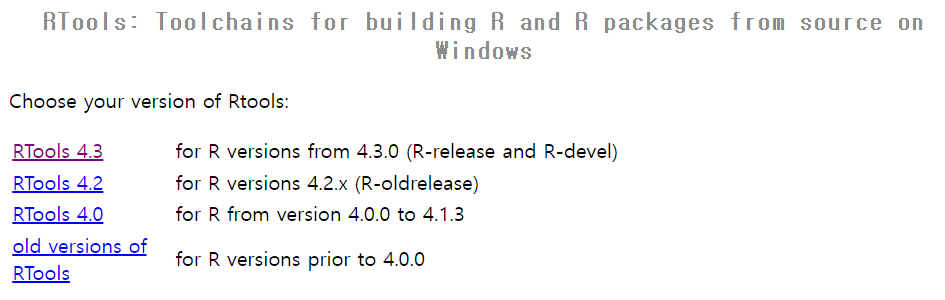 RTools: Toolchains for building R and R packages from source on
Windows
Choose your version of Rtools:
RTools 4.3 for R versions from 4.3.0 (R-release and R-devel)
RTools 4.2 for R versions 4.2.x (R-oldrelease)
RTools 4.0 for R from version 4.0.0 to 4.1.3
old versions of
RTools for R versions prior to 4.0.0